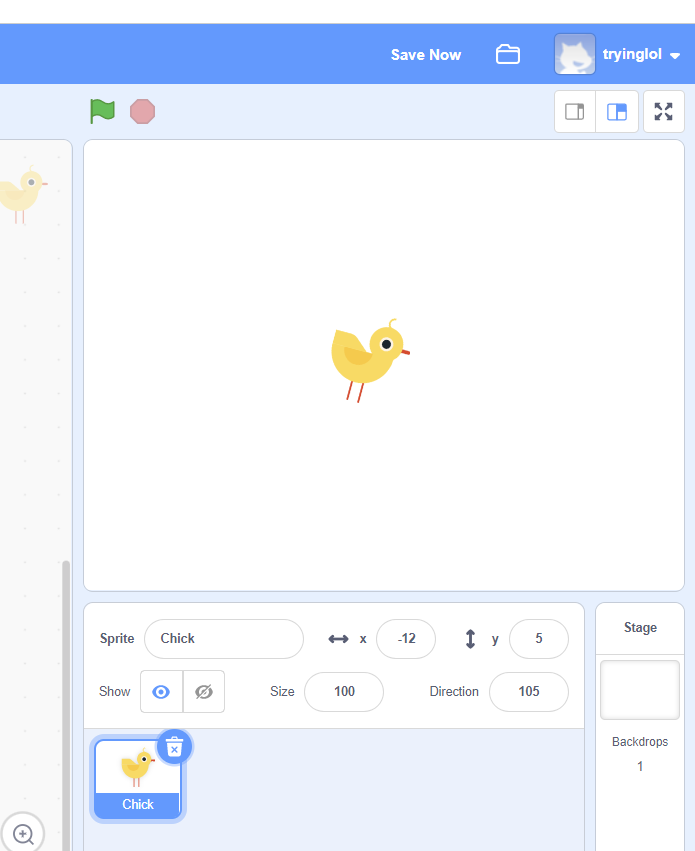 Save Now
tryinglol
Sprite Chick x -12 y 5
Stage
Show Size 100 Direction 105
Backdrops
1
Chick